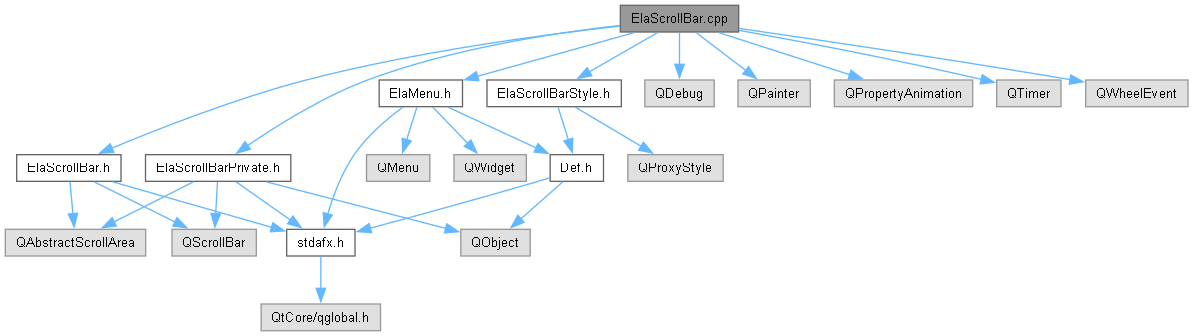 ElaScrollBar.cpp
ElaMenu.h
ElaScrollBarStyle.h
QDebug
QPainter
QPropertyAnimation
QTimer
QWheelEvent
ElaScrollBar.h
ElaScrollBarPrivate.h
QMenu
QWidget
Def.h
QProxyStyle
QAbstractScrollArea
QScrollBar
stdafx.h
QObject
QtCore/qglobal.h